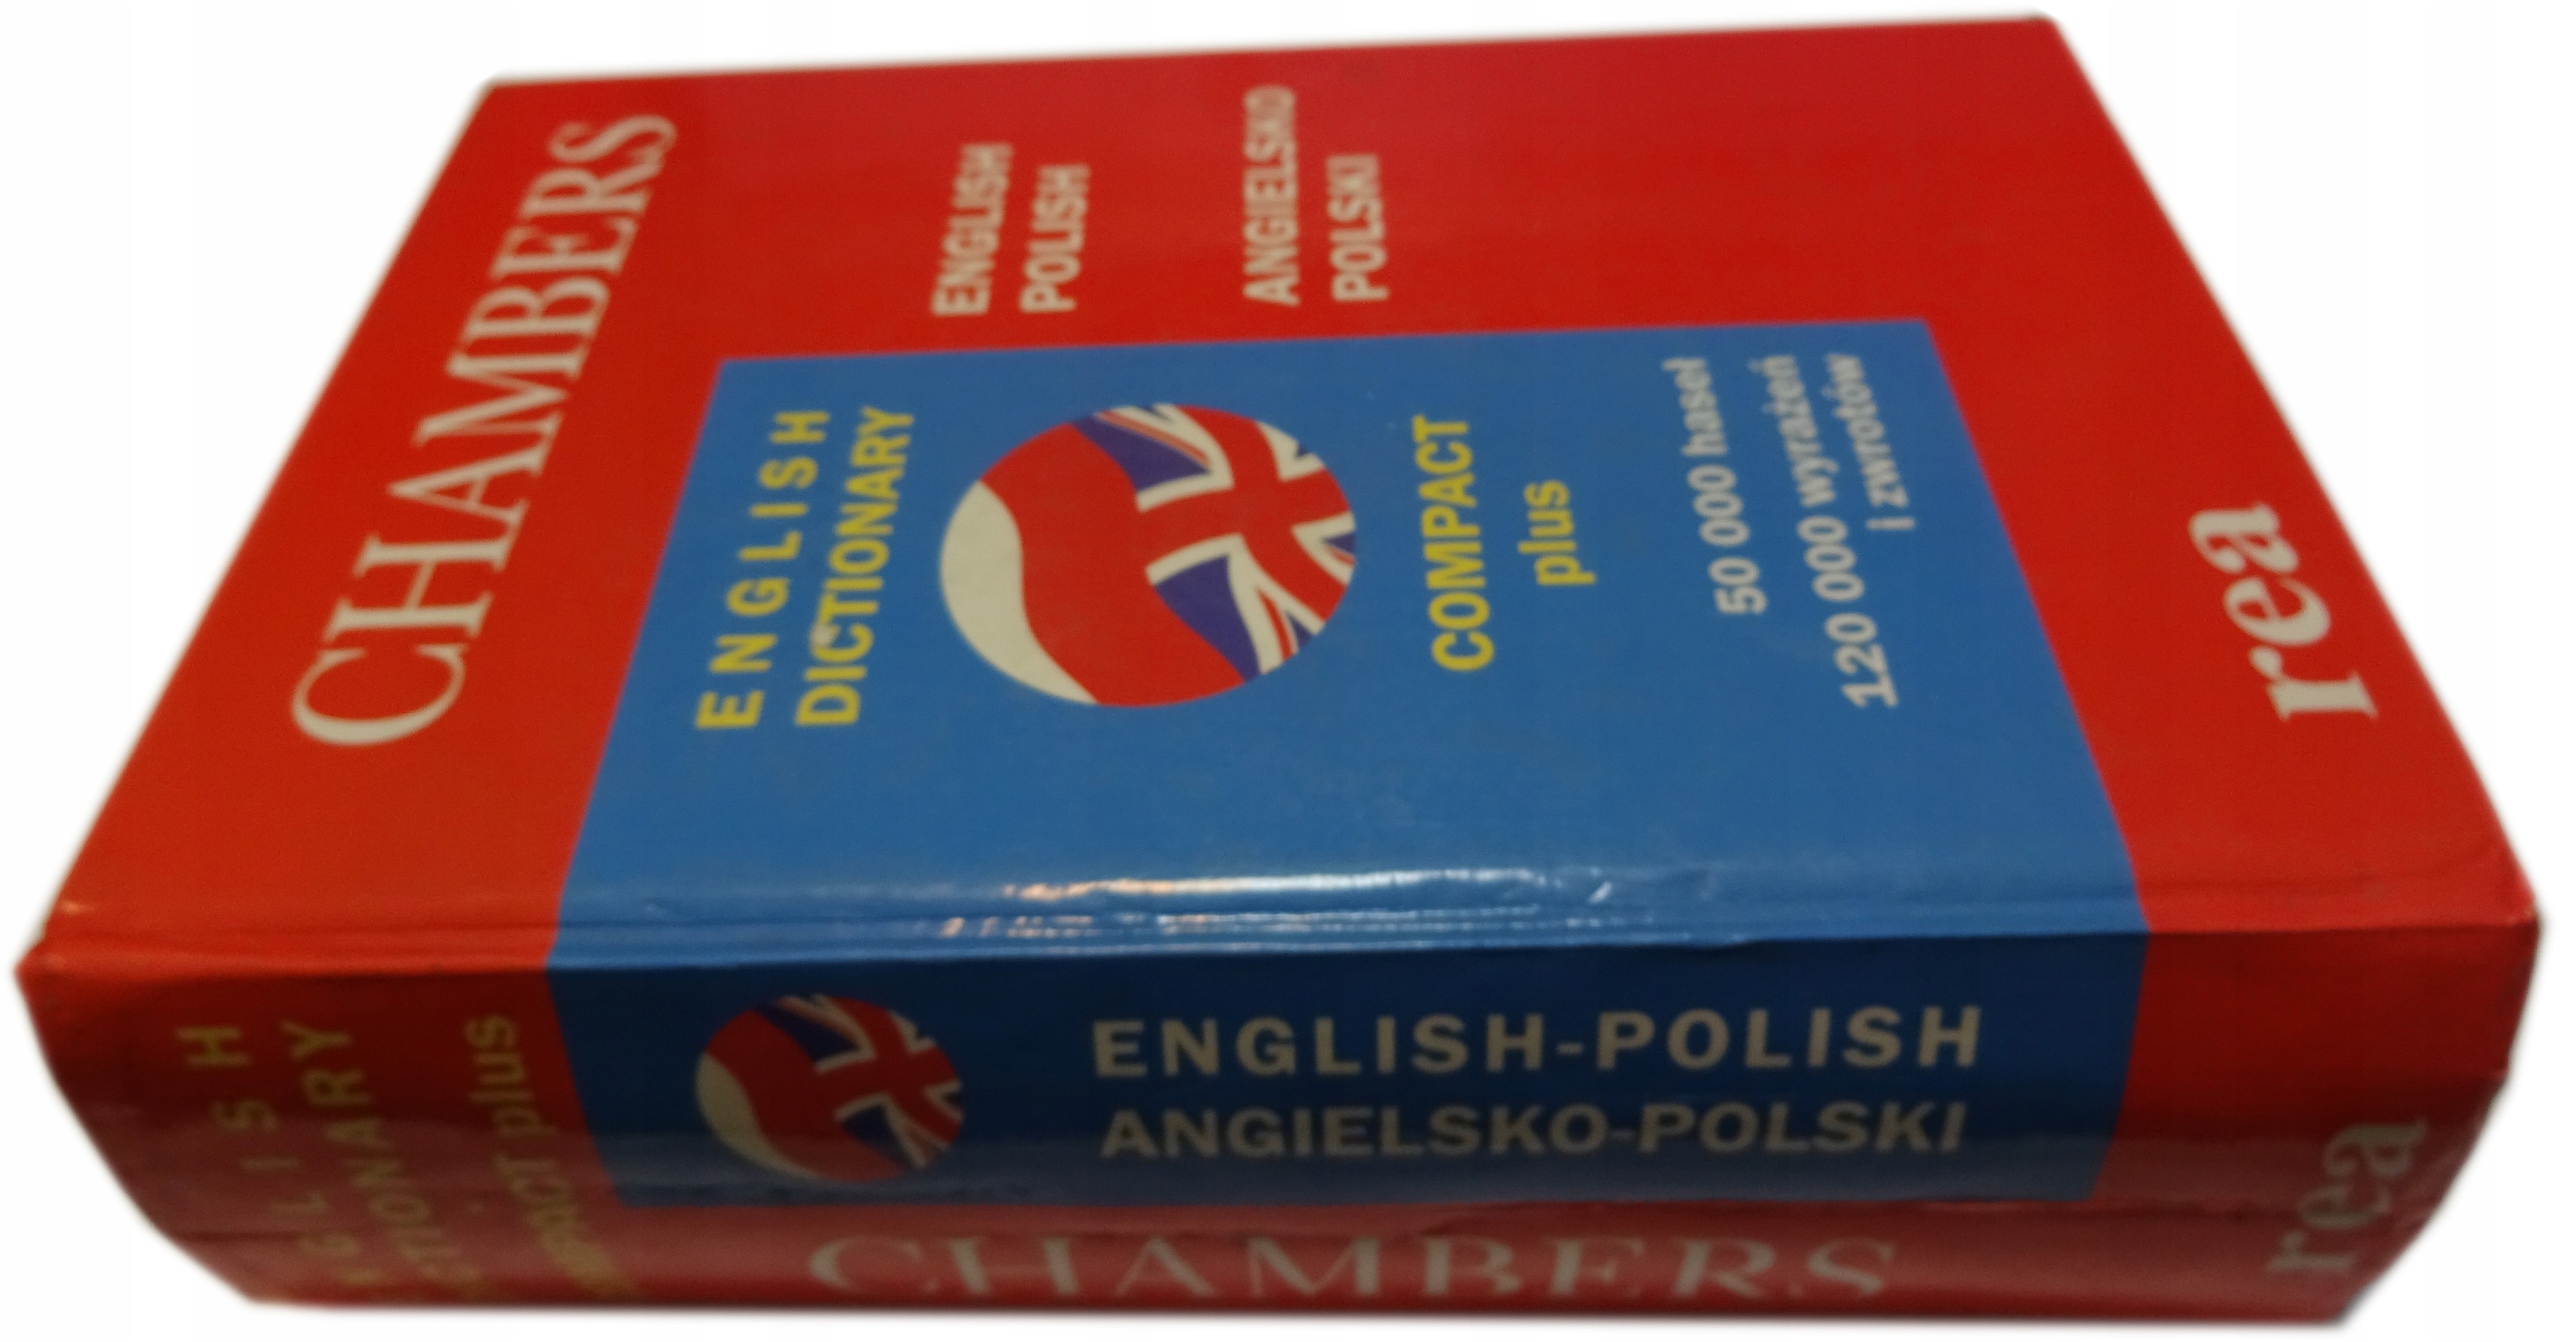 CHAMBERS
ENGLISH
POLISH
ANGIELSKO
POLSKI
ENGLISH
DICTIONARY
COMPACT
plus
50 000 haseł
120 000 wyrażeń
i zwrotów
rea
ENGLISH
DICTIONARY
COMPACT plus
ENGLISH-POLISH
ANGIELSKO-POLSKI
CHAMBERS
rea